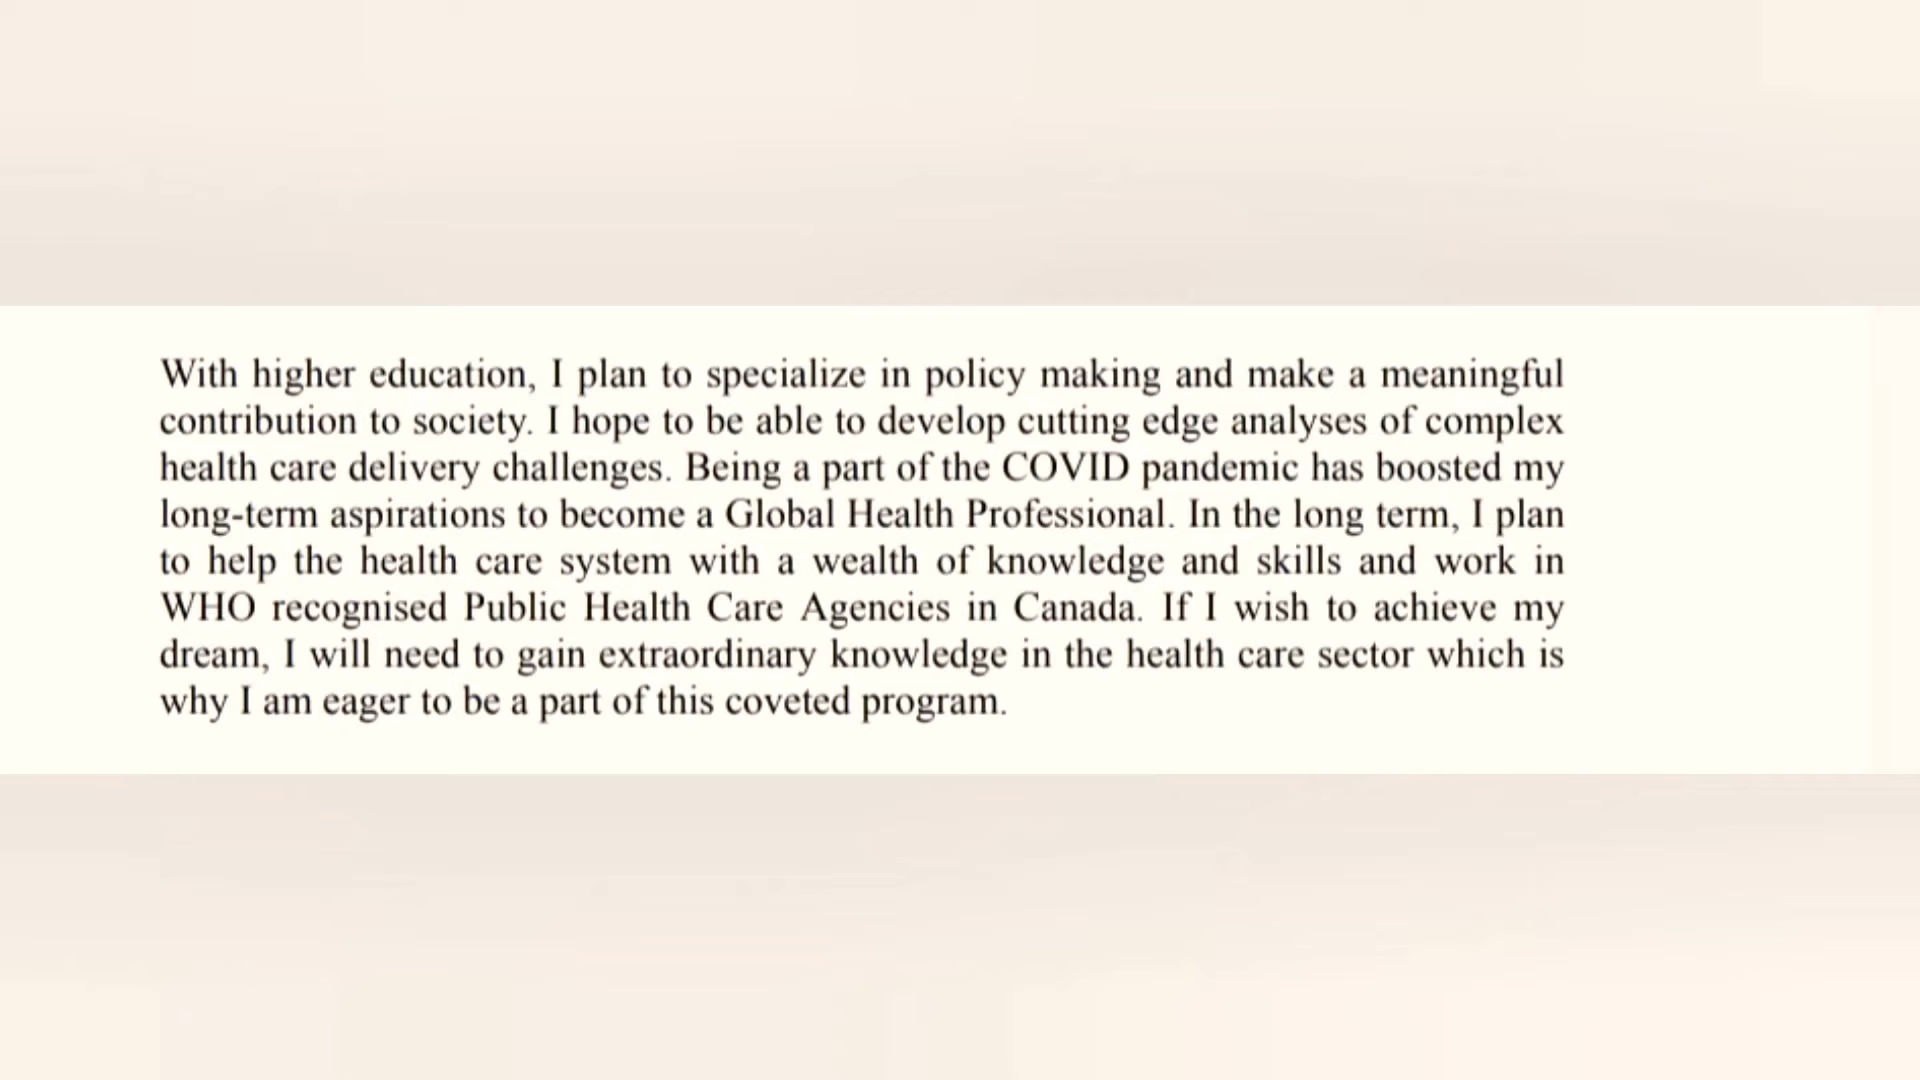 With higher education, I plan to specialize in policy making and make a meaningful
contribution to society. I hope to be able to develop cutting edge analyses of complex
health care delivery challenges. Being a part of the COVID pandemic has boosted my
long-term aspirations to become a Global Health Professional. In the long term, I plan
to help the health care system with a wealth of knowledge and skills and work in
WHO recognised Public Health Care Agencies in Canada. If I wish to achieve my
dream, I will need to gain extraordinary knowledge in the health care sector which is
why I am eager to be a part of this coveted program.